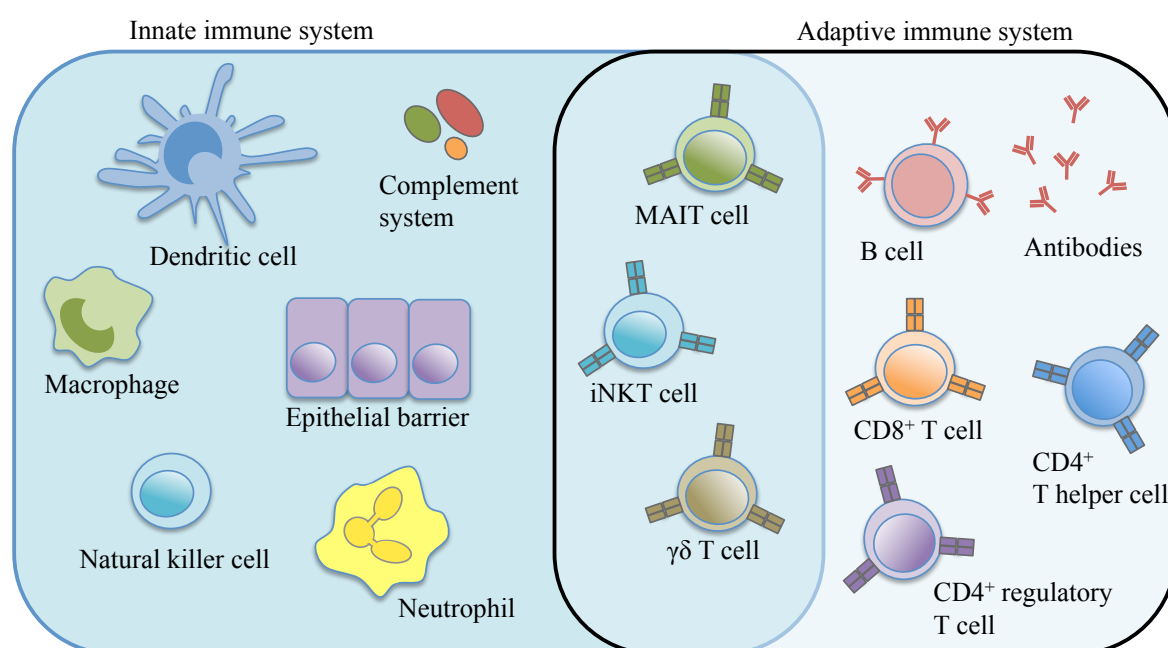 Innate immune system
Adaptive immune system
Dendritic cell
Complement
system
MAIT cell
B cell
Antibodies
Macrophage
Epithelial barrier
iNKT cell
CD8⁺ T cell
CD4⁺
T helper cell
Natural killer cell
Neutrophil
γδ T cell
CD4⁺ regulatory
T cell